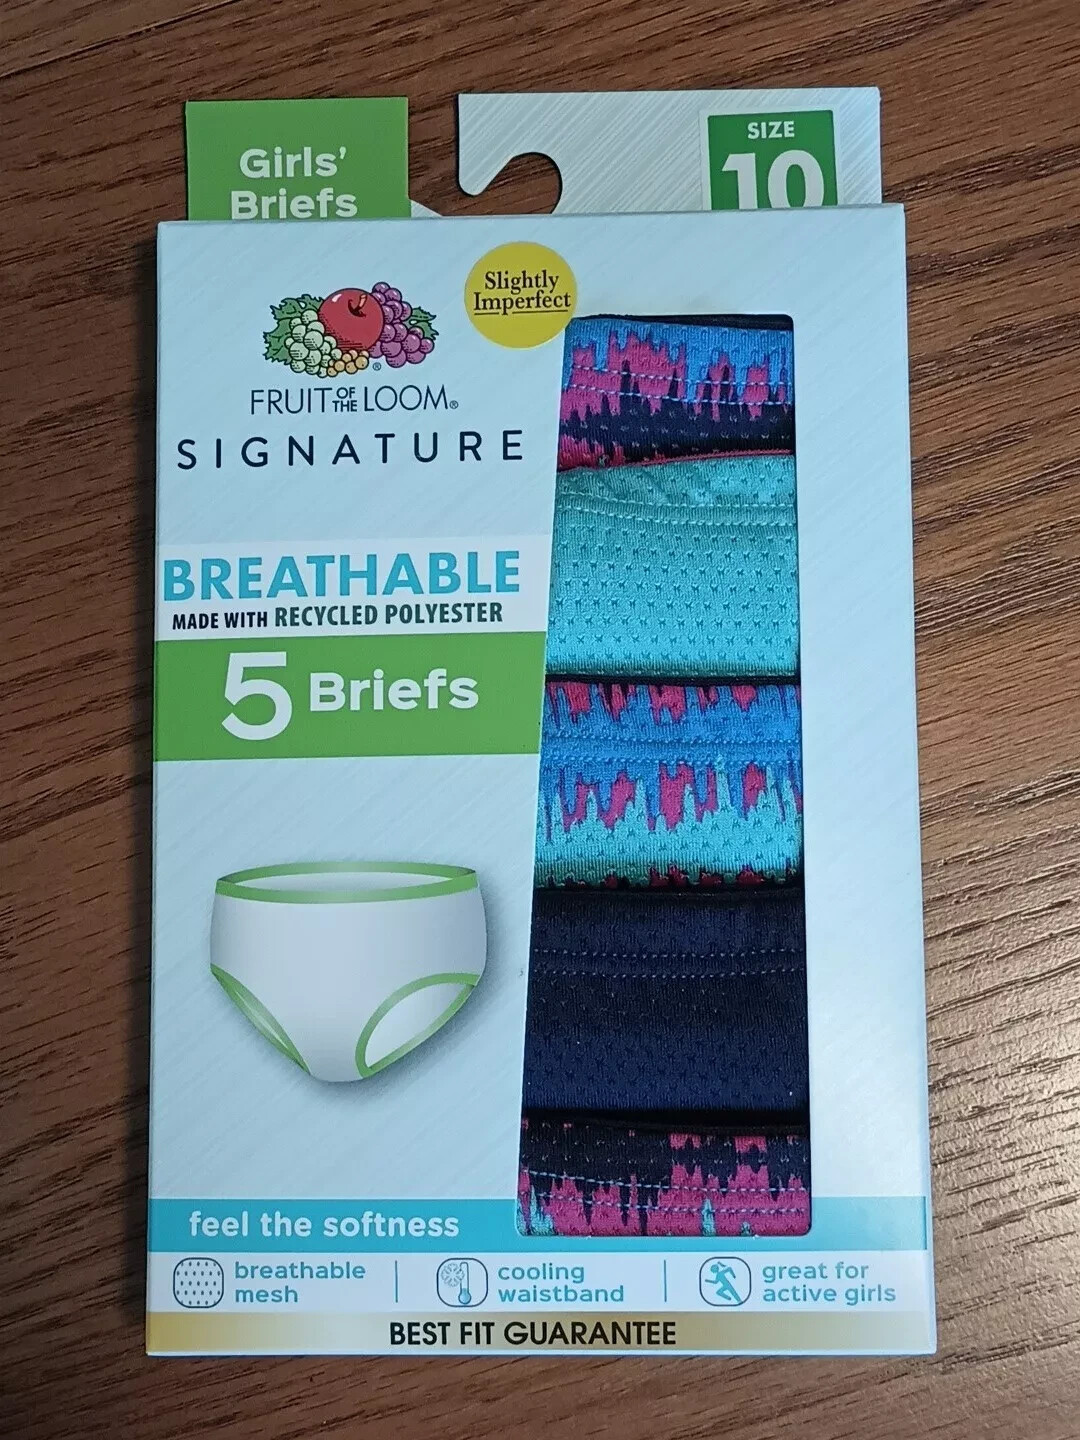 Girls'
Briefs
SIZE
10
Slightly
Imperfect
FRUIT OF THE LOOM®
SIGNATURE
BREATHABLE
MADE WITH RECYCLED POLYESTER
5 Briefs
feel the softness
breathable
mesh
cooling
waistband
great for
active girls
BEST FIT GUARANTEE